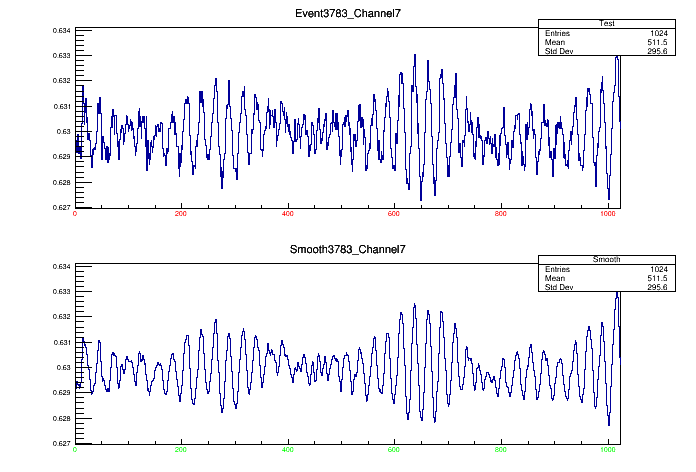 Event3783_Channel7
Test
Entries 1024
Mean 511.5
Std Dev 295.6
0.634
0.633
0.632
0.631
0.63
0.629
0.628
0.627
0 200 400 600 800 1000
Smooth3783_Channel7
Smooth
Entries 1024
Mean 511.5
Std Dev 295.6
0.634
0.633
0.632
0.631
0.63
0.629
0.628
0.627
0 200 400 600 800 1000